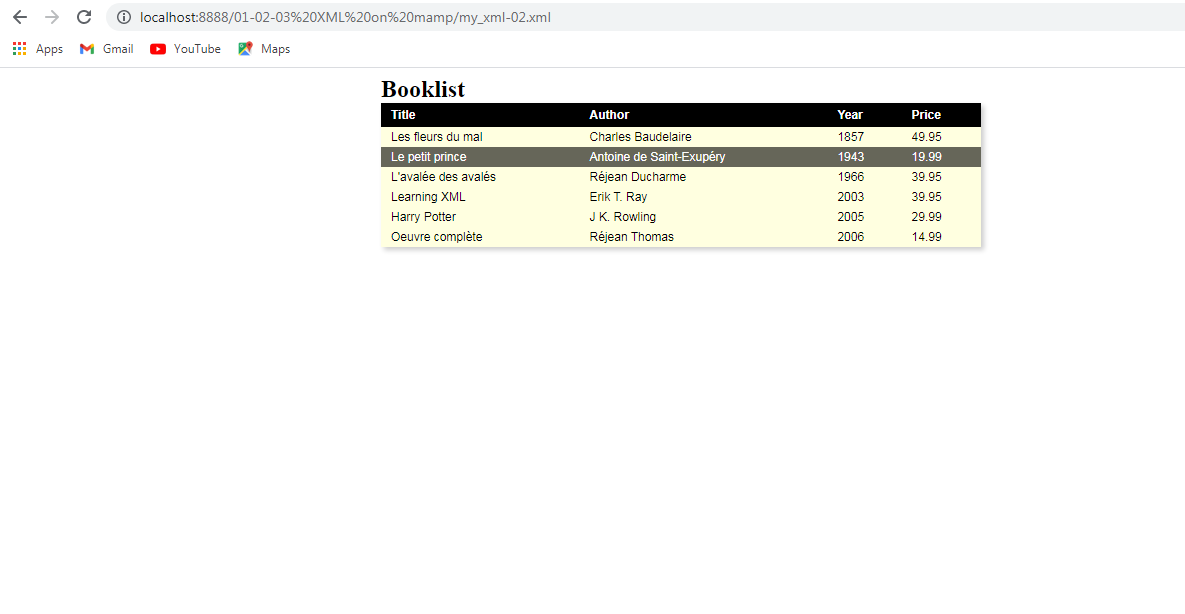 localhost:8888/01-02-03%20XML%20on%20mamp/my_xml-02.xml
Apps Gmail YouTube Maps
Booklist
Title Author Year Price
Les fleurs du mal Charles Baudelaire 1857 49.95
Le petit prince Antoine de Saint-Exupéry 1943 19.99
L'avalée des avalés Réjean Ducharme 1966 39.95
Learning XML Erik T. Ray 2003 39.95
Harry Potter J K. Rowling 2005 29.99
Oeuvre complète Réjean Thomas 2006 14.99